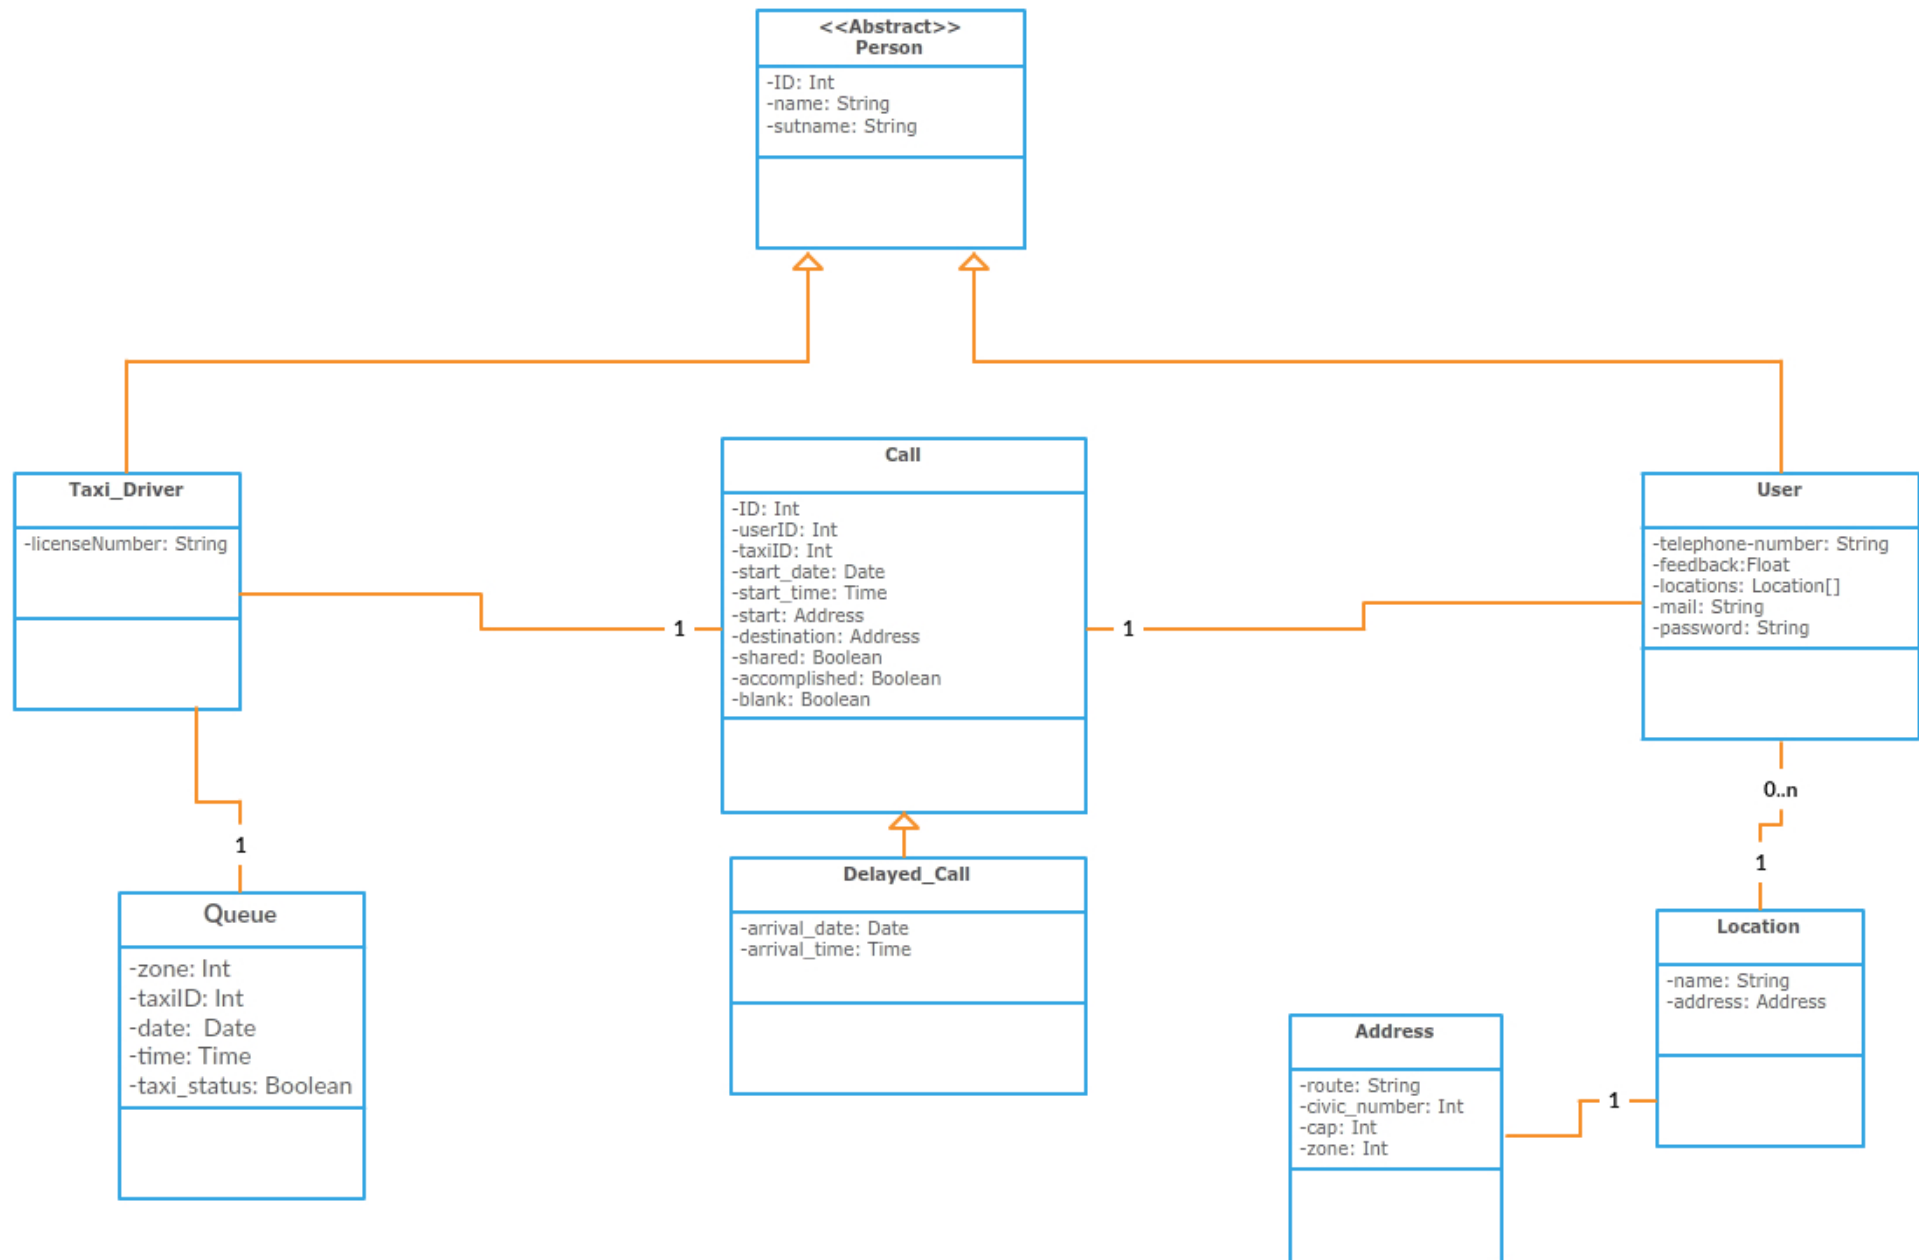 <<Abstract>>
Person
-ID: Int
-name: String
-sutname: String
Taxi_Driver
-licenseNumber: String
1
Call
-ID: Int
-userID: Int
-taxiID: Int
-start_date: Date
-start_time: Time
-start: Address
-destination: Address
-shared: Boolean
-accomplished: Boolean
-blank: Boolean
1
User
-telephone-number: String
-feedback:Float
-locations: Location[]
-mail: String
-password: String
0..n
1
1
Queue
-zone: Int
-taxiID: Int
-date:  Date
-time: Time
-taxi_status: Boolean
Delayed_Call
-arrival_date: Date
-arrival_time: Time
Location
-name: String
-address: Address
1
Address
-route: String
-civic_number: Int
-cap: Int
-zone: Int